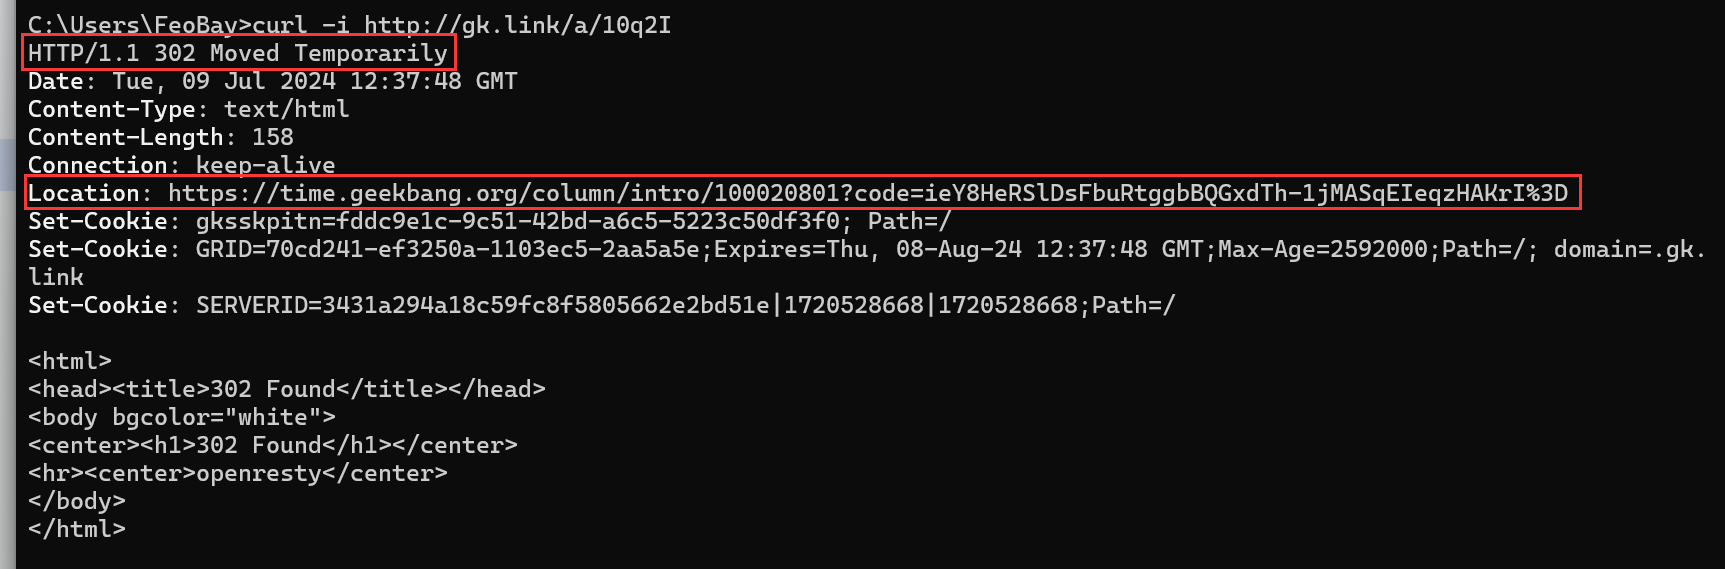 C:\Users\FeoBay>curl -i http://gk.link/a/10q2I
HTTP/1.1 302 Moved Temporarily
Date: Tue, 09 Jul 2024 12:37:48 GMT
Content-Type: text/html
Content-Length: 158
Connection: keep-alive
Location: https://time.geekbang.org/column/intro/100020801?code=ieY8HeRSlDsFbuRtggbBQGxdTh-1jMASqEIeqzHAKrI%3D
Set-Cookie: gksskpitn=fddc9e1c-9c51-42bd-a6c5-5223c50df3f0; Path=/
Set-Cookie: GRID=70cd241-ef3250a-1103ec5-2aa5a5e;Expires=Thu, 08-Aug-24 12:37:48 GMT;Max-Age=2592000;Path=/; domain=.gk.
link
Set-Cookie: SERVERID=3431a294a18c59fc8f5805662e2bd51e|1720528668|1720528668;Path=/
<html>
<head><title>302 Found</title></head>
<body bgcolor="white">
<center><h1>302 Found</h1></center>
<hr><center>openresty</center>
</body>
</html>